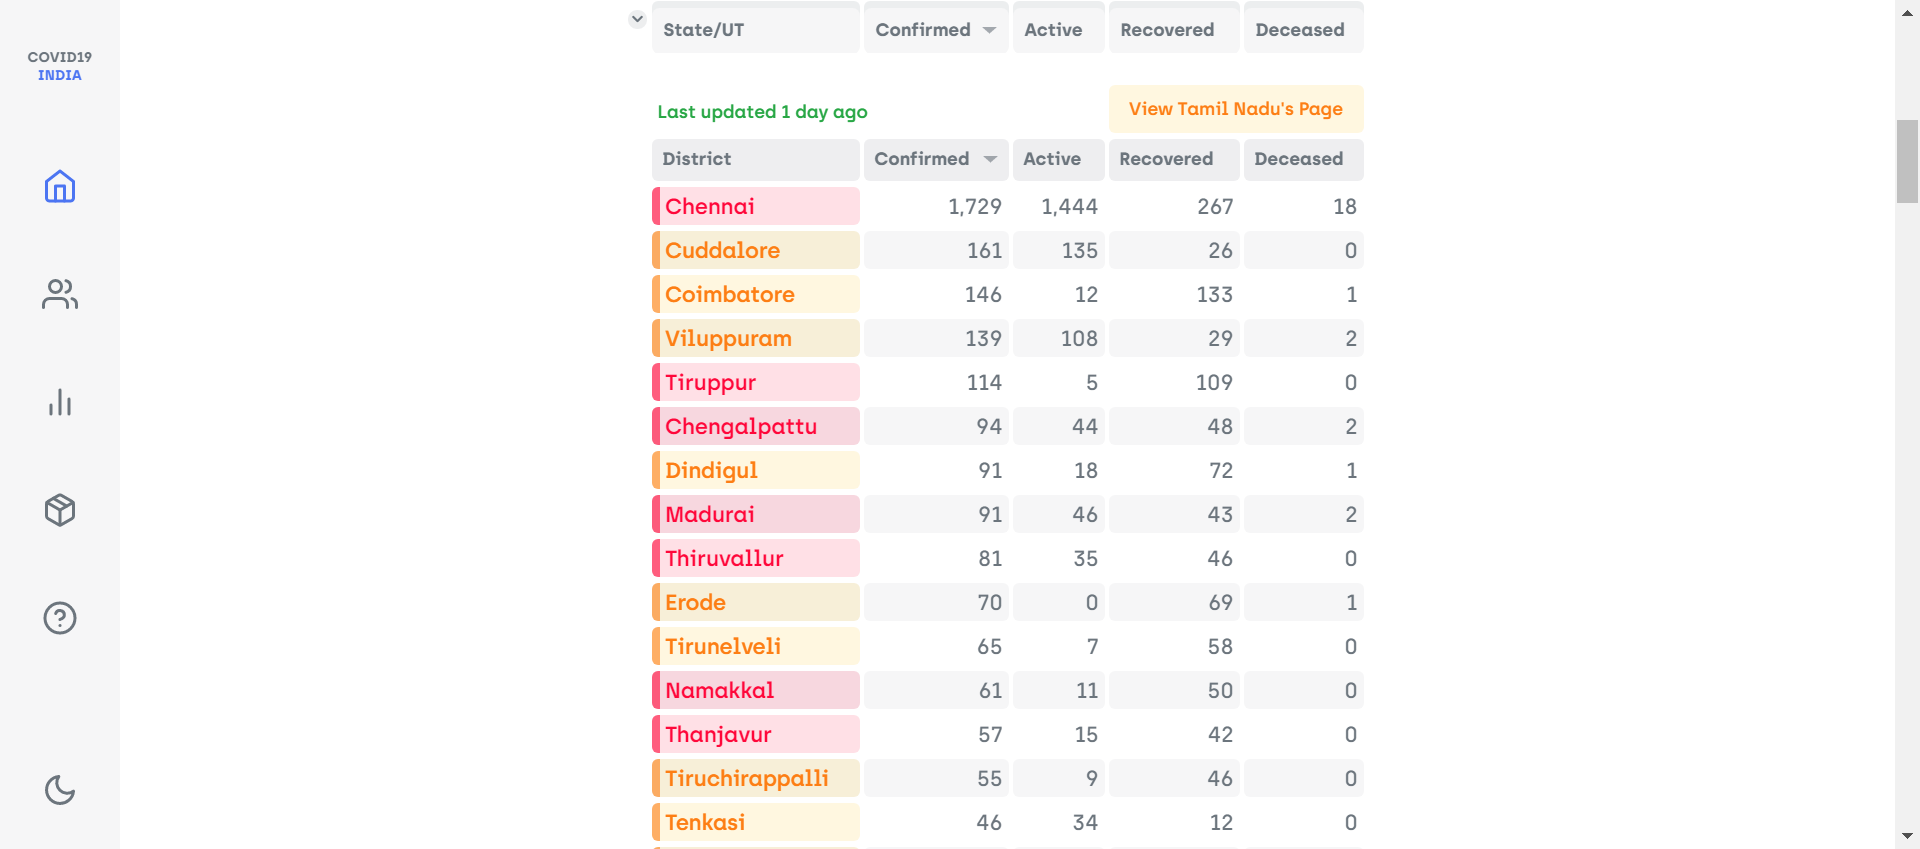 COVID19
INDIA
State/UT Confirmed Active Recovered Deceased
Last updated 1 day ago View Tamil Nadu's Page
District Confirmed Active Recovered Deceased
Chennai 1,729 1,444 267 18
Cuddalore 161 135 26 0
Coimbatore 146 12 133 1
Viluppuram 139 108 29 2
Tiruppur 114 5 109 0
Chengalpattu 94 44 48 2
Dindigul 91 18 72 1
Madurai 91 46 43 2
Thiruvallur 81 35 46 0
Erode 70 0 69 1
Tirunelveli 65 7 58 0
Namakkal 61 11 50 0
Thanjavur 57 15 42 0
Tiruchirappalli 55 9 46 0
Tenkasi 46 34 12 0